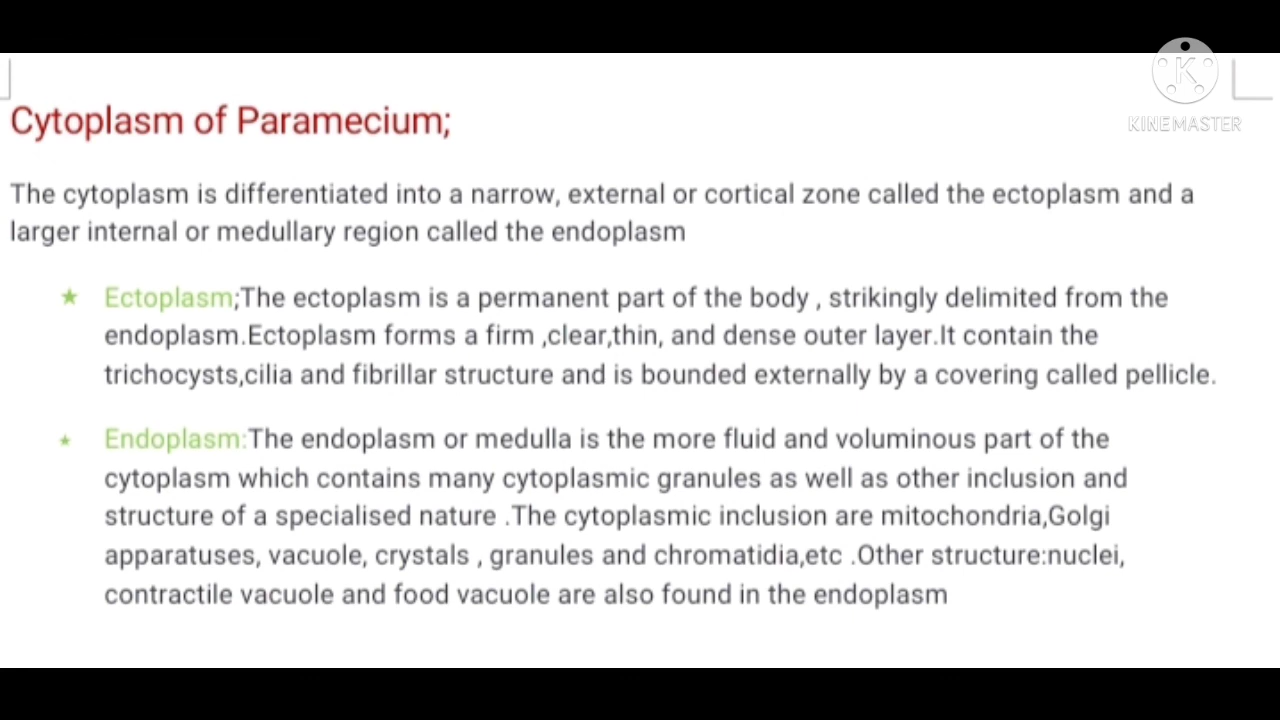 KINEMASTER
Cytoplasm of Paramecium;
The cytoplasm is differentiated into a narrow, external or cortical zone called the ectoplasm and a
larger internal or medullary region called the endoplasm
★ Ectoplasm;The ectoplasm is a permanent part of the body , strikingly delimited from the
endoplasm.Ectoplasm forms a firm ,clear,thin, and dense outer layer.It contain the
trichocysts,cilia and fibrillar structure and is bounded externally by a covering called pellicle.
★ Endoplasm:The endoplasm or medulla is the more fluid and voluminous part of the
cytoplasm which contains many cytoplasmic granules as well as other inclusion and
structure of a specialised nature .The cytoplasmic inclusion are mitochondria,Golgi
apparatuses, vacuole, crystals , granules and chromatidia,etc .Other structure:nuclei,
contractile vacuole and food vacuole are also found in the endoplasm